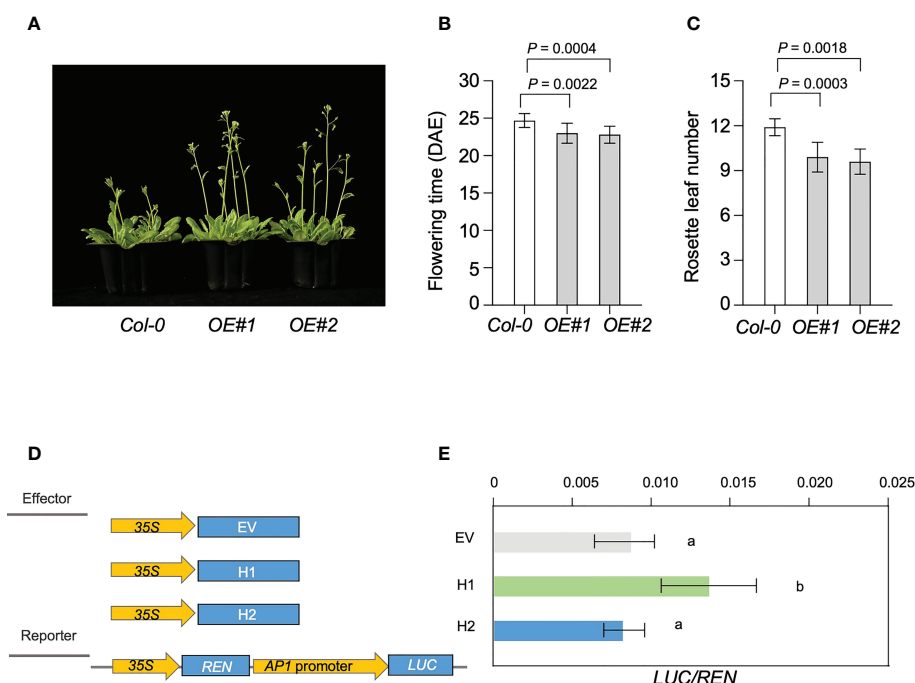 A
Col-0 OE#1 OE#2
B
P = 0.0004
P = 0.0022
Flowering time (DAE)
30
25
20
15
10
5
0
Col-0 OE#1 OE#2
C
P = 0.0018
P = 0.0003
Rosette leaf number
15
12
9
6
3
0
Col-0 OE#1 OE#2
D
Effector
35S EV
35S H1
35S H2
Reporter
35S REN AP1 promoter LUC
E
0 0.005 0.010 0.015 0.020 0.025
EV a
H1 b
H2 a
LUC/REN